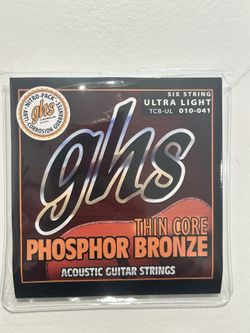 SIX STRING
ULTRA LIGHT
TCB-UL 010-041
NITRO-PACK
ghs
ANTI-CORROSION GUARANTEE
ghs
THIN CORE
PHOSPHOR BRONZE
ACOUSTIC GUITAR STRINGS